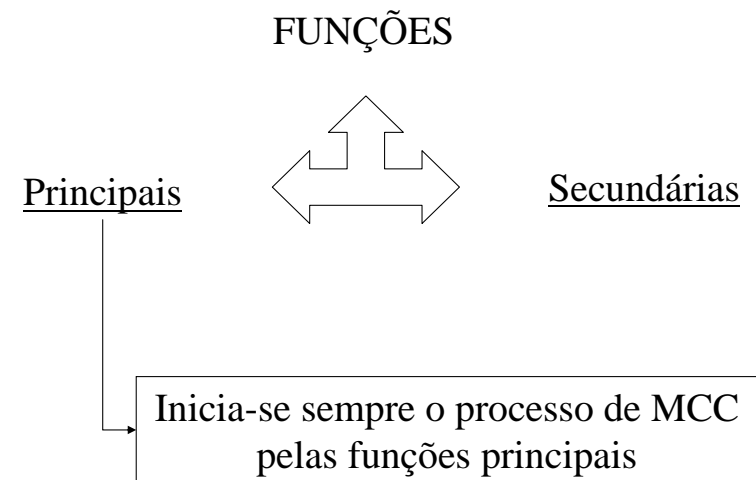 FUNÇÕES
Principais
Secundárias
Inicia-se sempre o processo de MCC
pelas funções principais